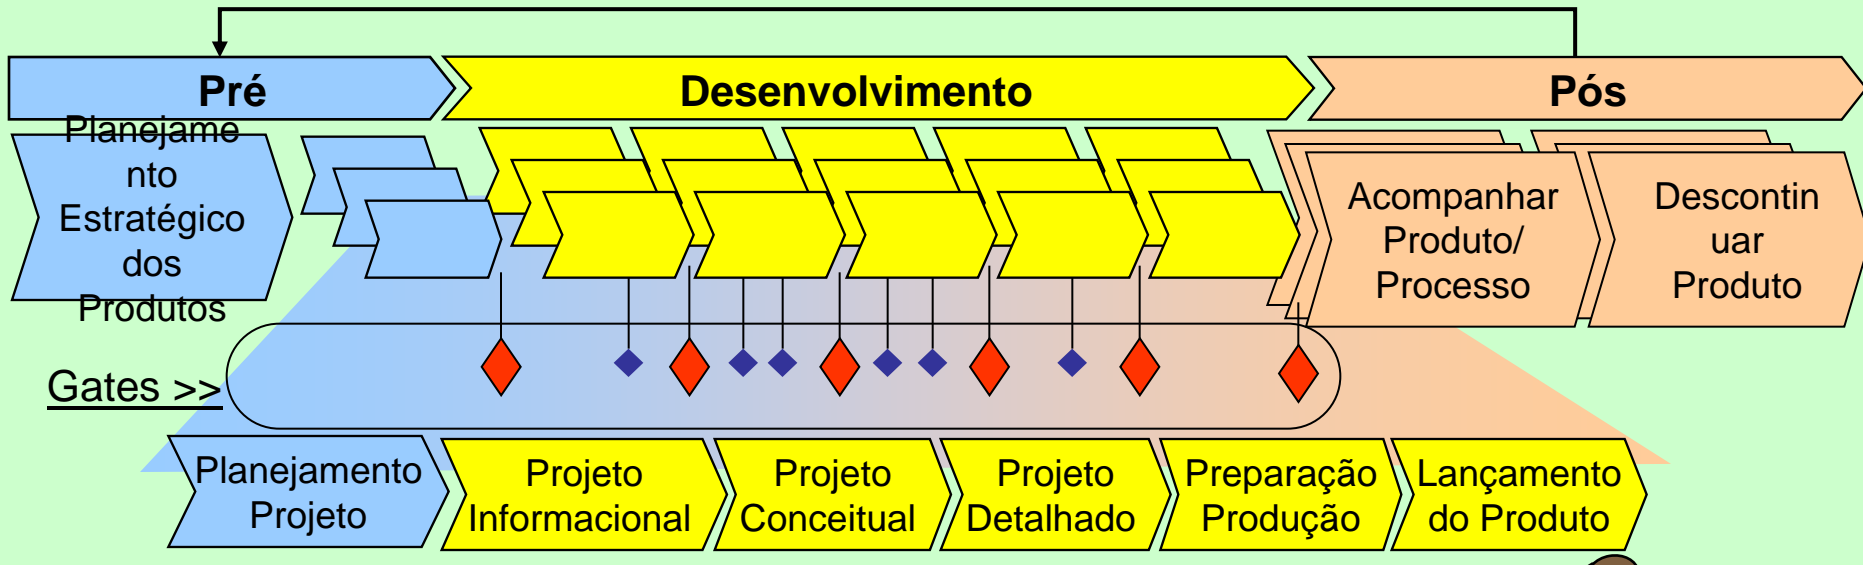 Pré
Desenvolvimento
Pós
Planejame
nto
Estratégico
dos
Produtos
Acompanhar
Produto/
Processo
Descontin
uar
Produto
Gates >>
Planejamento
Projeto
Projeto
Informacional
Projeto
Conceitual
Projeto
Detalhado
Preparação
Produção
Lançamento
do Produto